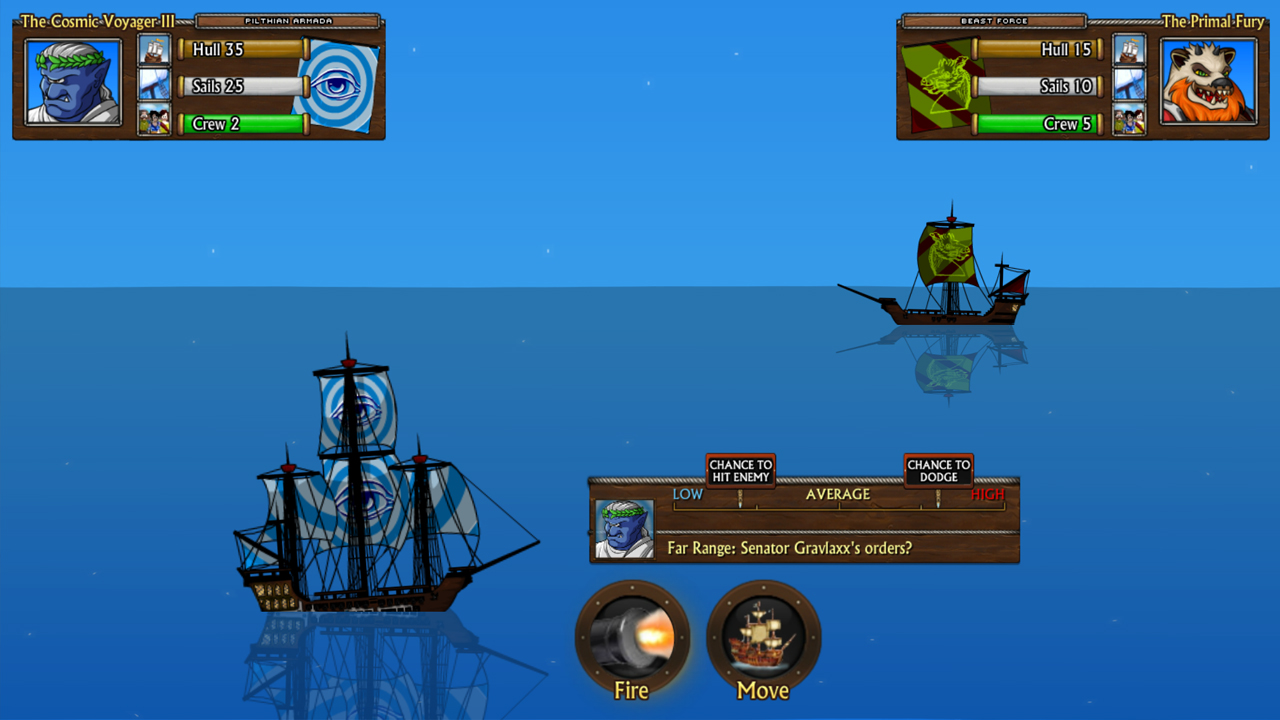 The Cosmic Voyager III
PILTHIAN ARMADA
Hull 35
Sails 25
Crew 2
BEAST FORCE
The Primal Fury
Hull 15
Sails 10
Crew 5
CHANCE TO
HIT ENEMY
CHANCE TO
DODGE
LOW
AVERAGE
HIGH
Far Range: Senator Gravlaxx's orders?
Fire
Move